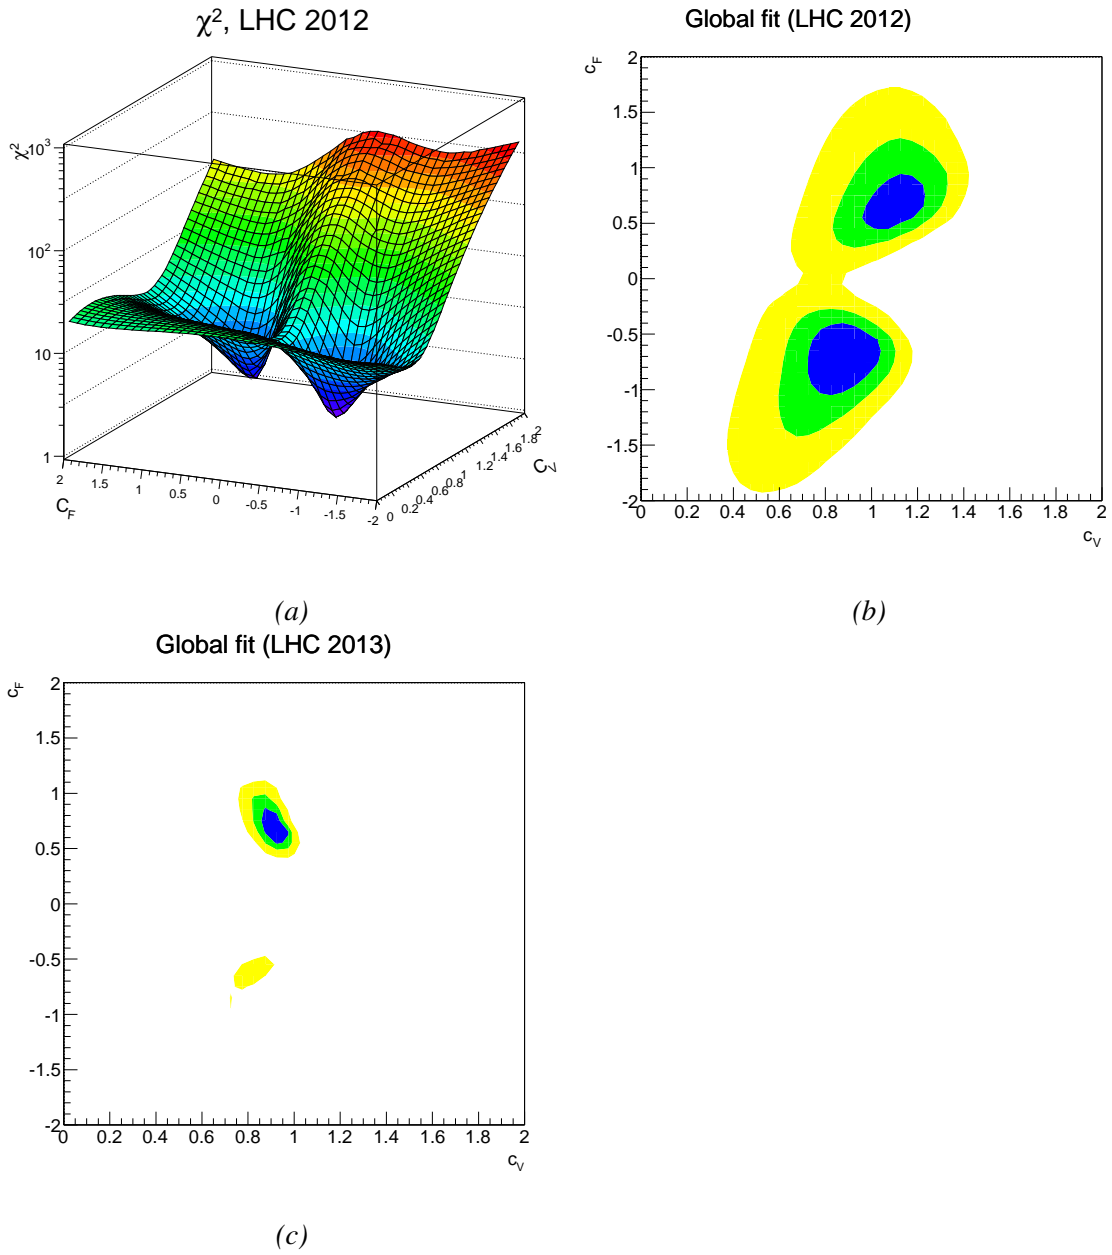 χ², LHC 2012
χ²
10³
10²
10
1
2
1.5
1
0.5
0
-0.5
-1
-1.5
-2
C_F
0
0.2
0.4
0.6
0.8
1
1.2
1.4
1.6
1.8
2
C_V
(a)
Global fit (LHC 2012)
c_F
2
1.5
1
0.5
0
-0.5
-1
-1.5
-2
0 0.2 0.4 0.6 0.8 1 1.2 1.4 1.6 1.8 2
c_V
(b)
Global fit (LHC 2013)
c_F
2
1.5
1
0.5
0
-0.5
-1
-1.5
-2
0 0.2 0.4 0.6 0.8 1 1.2 1.4 1.6 1.8 2
c_V
(c)